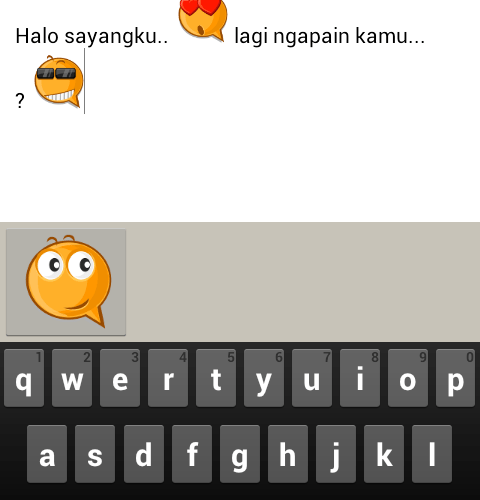 Halo sayangku.. lagi ngapain kamu...
?
1 2 3 4 5 6 7 8 9 0
q w e r t y u i o p
a s d f g h j k l